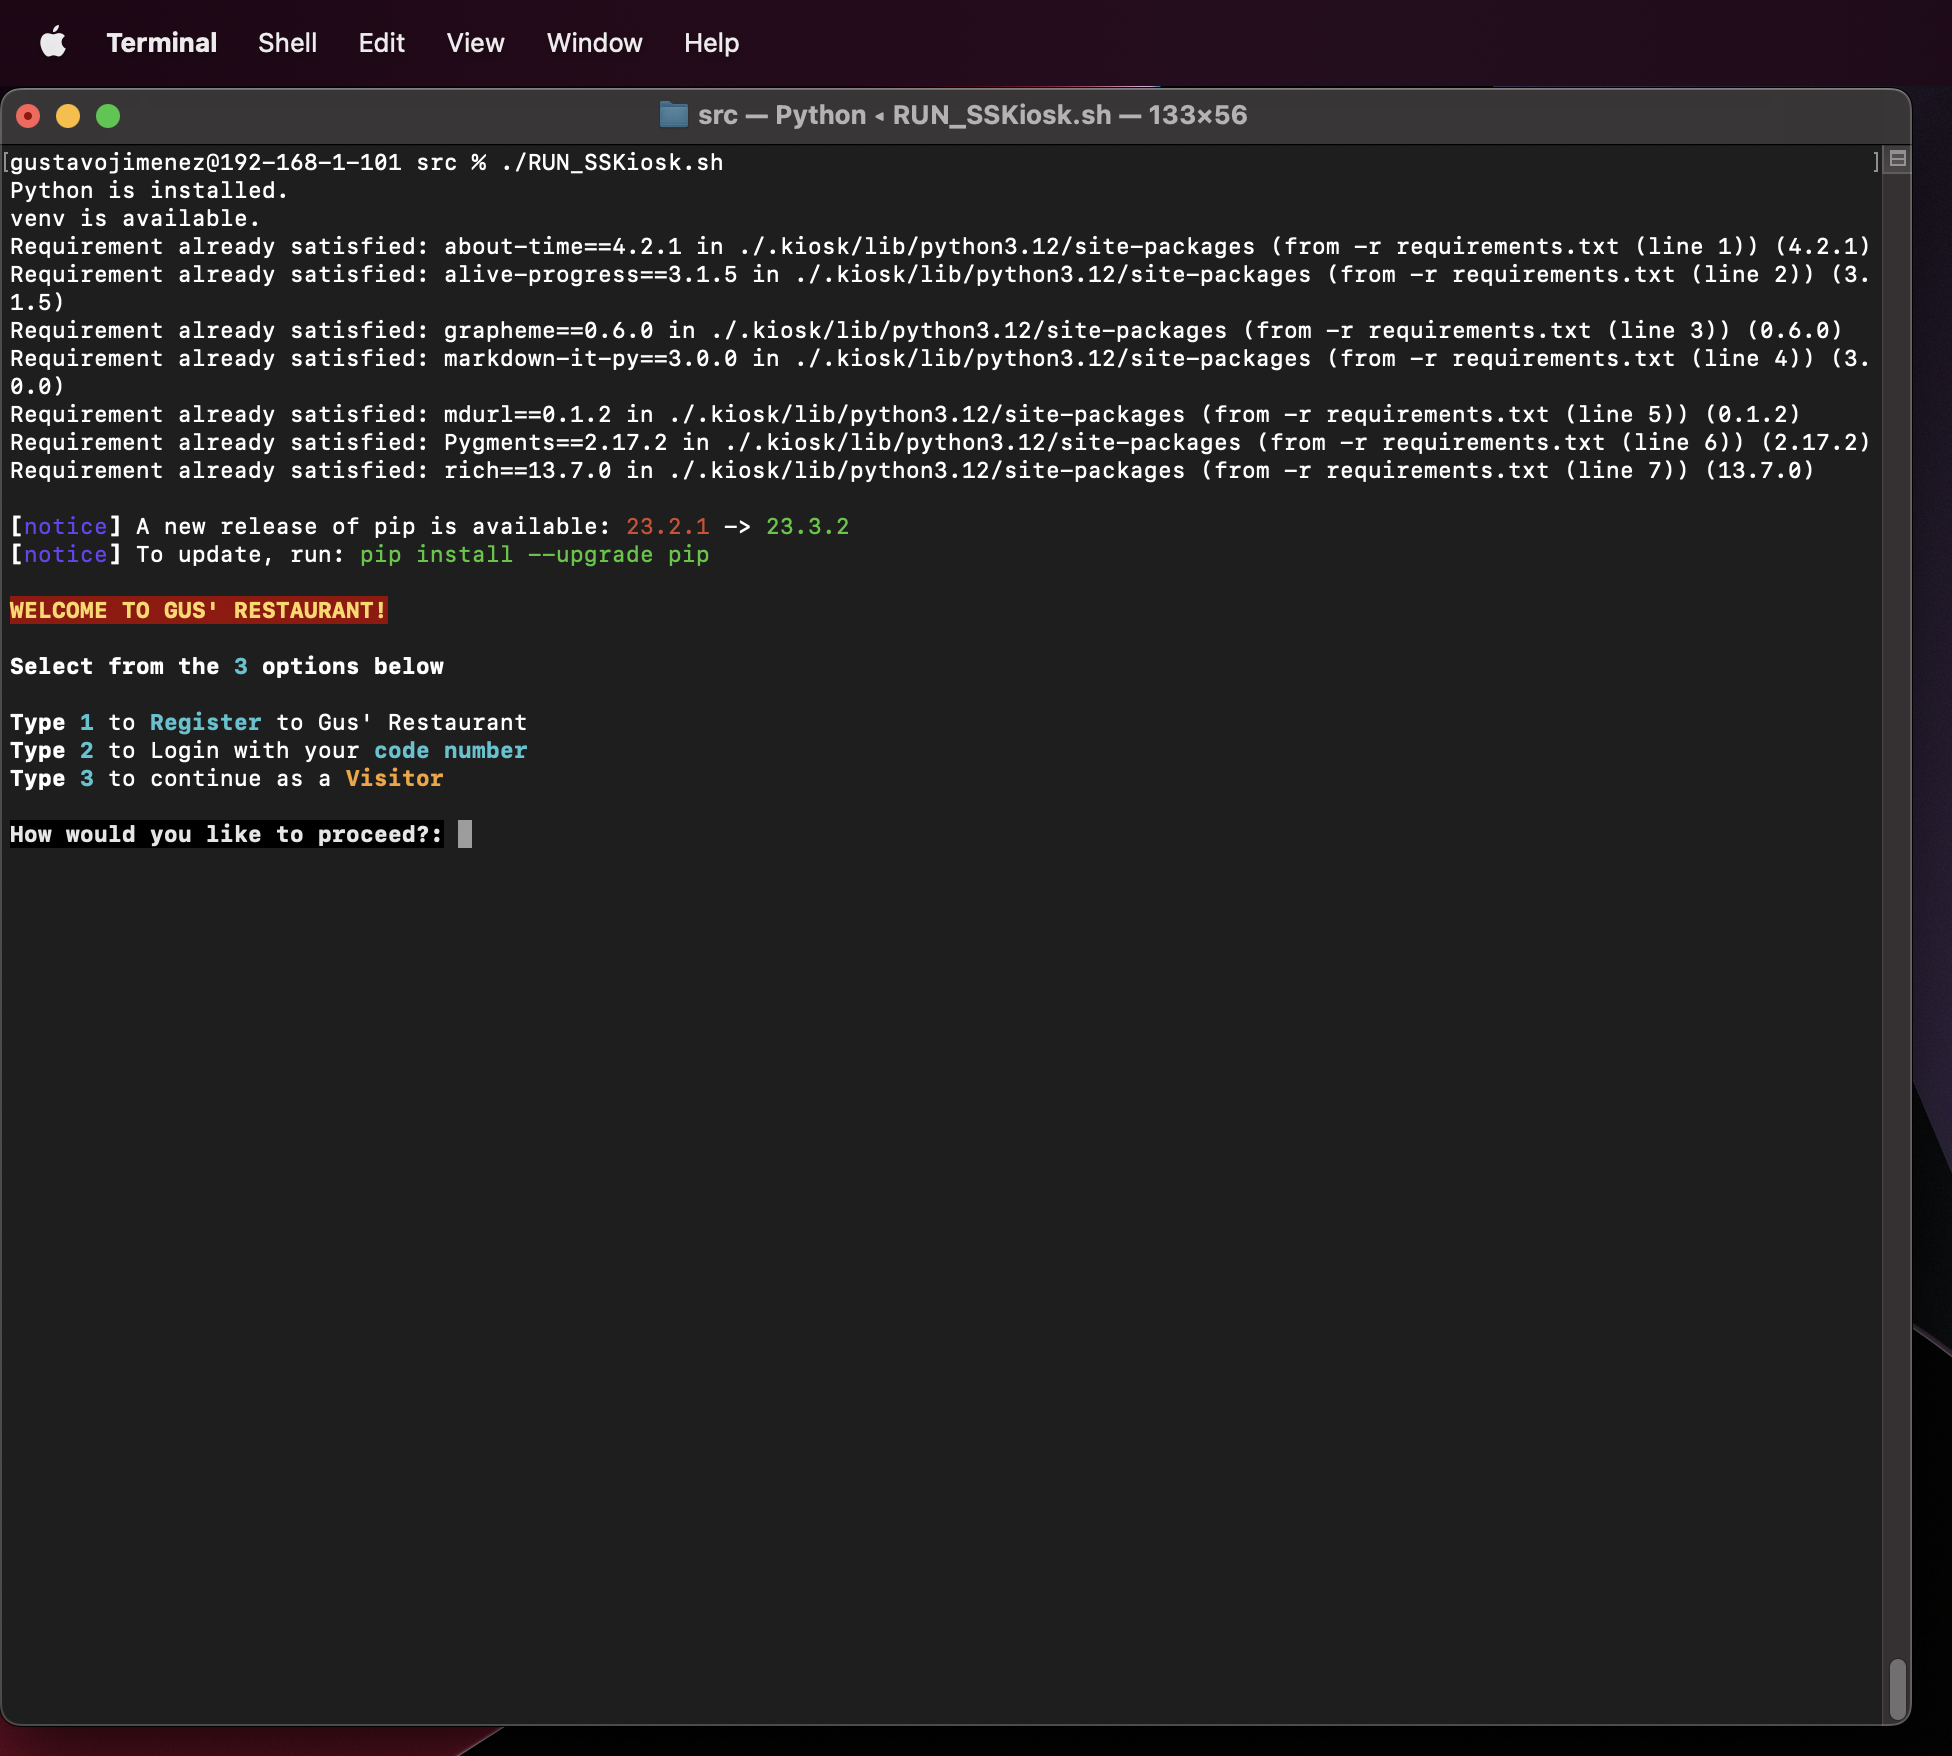 Terminal Shell Edit View Window Help
src — Python ◂ RUN_SSKiosk.sh — 133×56
[gustavojimenez@192-168-1-101 src % ./RUN_SSKiosk.sh ]
Python is installed.
venv is available.
Requirement already satisfied: about-time==4.2.1 in ./.kiosk/lib/python3.12/site-packages (from -r requirements.txt (line 1)) (4.2.1)
Requirement already satisfied: alive-progress==3.1.5 in ./.kiosk/lib/python3.12/site-packages (from -r requirements.txt (line 2)) (3.
1.5)
Requirement already satisfied: grapheme==0.6.0 in ./.kiosk/lib/python3.12/site-packages (from -r requirements.txt (line 3)) (0.6.0)
Requirement already satisfied: markdown-it-py==3.0.0 in ./.kiosk/lib/python3.12/site-packages (from -r requirements.txt (line 4)) (3.
0.0)
Requirement already satisfied: mdurl==0.1.2 in ./.kiosk/lib/python3.12/site-packages (from -r requirements.txt (line 5)) (0.1.2)
Requirement already satisfied: Pygments==2.17.2 in ./.kiosk/lib/python3.12/site-packages (from -r requirements.txt (line 6)) (2.17.2)
Requirement already satisfied: rich==13.7.0 in ./.kiosk/lib/python3.12/site-packages (from -r requirements.txt (line 7)) (13.7.0)
[notice] A new release of pip is available: 23.2.1 -> 23.3.2
[notice] To update, run: pip install --upgrade pip
WELCOME TO GUS' RESTAURANT!
Select from the 3 options below
Type 1 to Register to Gus' Restaurant
Type 2 to Login with your code number
Type 3 to continue as a Visitor
How would you like to proceed?: